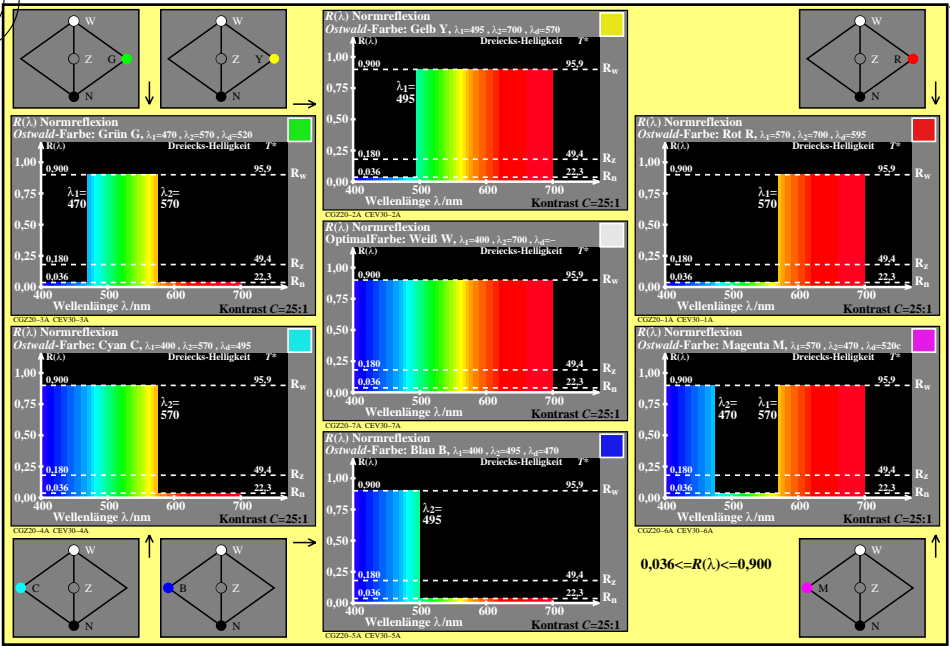 W
Z
G
N
W
Z
Y
N
R(λ) Normreflexion
Ostwald-Farbe: Gelb Y, λ1=495 , λ2=700 , λd=570
R(λ) Dreiecks-Helligkeit T*
1,00
0,900 95,9 Rw
0,75
λ1=
495
0,25
0,180 49,4 Rz
0,036 22,3 Rn
0,00
400 500 600 700
Wellenlänge λ/nm Kontrast C=25:1
CGZ20-2A CEV30-2A
W
Z
R
N
R(λ) Normreflexion
Ostwald-Farbe: Grün G, λ1=470 , λ2=570 , λd=520
R(λ) Dreiecks-Helligkeit T*
1,00
0,900 95,9 Rw
0,75
λ1=
470
λ2=
570
0,50
0,25
0,180 49,4 Rz
0,036 22,3 Rn
0,00
400 500 600 700
Wellenlänge λ/nm Kontrast C=25:1
CGZ20-3A CEV30-3A
R(λ) Normreflexion
OptimalFarbe: Weiß W, λ1=400 , λ2=700 , λd=–
R(λ) Dreiecks-Helligkeit T*
1,00
0,900 95,9 Rw
0,75
0,50
0,25
0,180 49,4 Rz
0,036 22,3 Rn
0,00
400 500 600 700
Wellenlänge λ/nm Kontrast C=25:1
CGZ20-7A CEV30-7A
R(λ) Normreflexion
Ostwald-Farbe: Rot R, λ1=570 , λ2=700 , λd=595
R(λ) Dreiecks-Helligkeit T*
1,00
0,900 95,9 Rw
0,75
λ1=
570
0,50
0,25
0,180 49,4 Rz
0,036 22,3 Rn
0,00
400 500 600 700
Wellenlänge λ/nm Kontrast C=25:1
CGZ20-1A CEV30-1A
R(λ) Normreflexion
Ostwald-Farbe: Cyan C, λ1=400 , λ2=570 , λd=495
R(λ) Dreiecks-Helligkeit T*
1,00
0,900 95,9 Rw
0,75
λ2=
570
0,50
0,25
0,180 49,4 Rz
0,036 22,3 Rn
0,00
400 500 600 700
Wellenlänge λ/nm Kontrast C=25:1
CGZ20-4A CEV30-4A
R(λ) Normreflexion
Ostwald-Farbe: Blau B, λ1=400 , λ2=495 , λd=470
R(λ) Dreiecks-Helligkeit T*
1,00
0,900 95,9 Rw
0,75
λ2=
495
0,50
0,25
0,180 49,4 Rz
0,036 22,3 Rn
0,00
400 500 600 700
Wellenlänge λ/nm Kontrast C=25:1
CGZ20-5A CEV30-5A
R(λ) Normreflexion
Ostwald-Farbe: Magenta M, λ1=570 , λ2=470 , λd=520c
R(λ) Dreiecks-Helligkeit T*
1,00
0,900 95,9 Rw
0,75
λ2=
470
λ1=
570
0,50
0,25
0,180 49,4 Rz
0,036 22,3 Rn
0,00
400 500 600 700
Wellenlänge λ/nm Kontrast C=25:1
CGZ20-6A CEV30-6A
W
C
Z
N
W
B
Z
N
0,036<=R(λ)<=0,900
W
M
Z
N